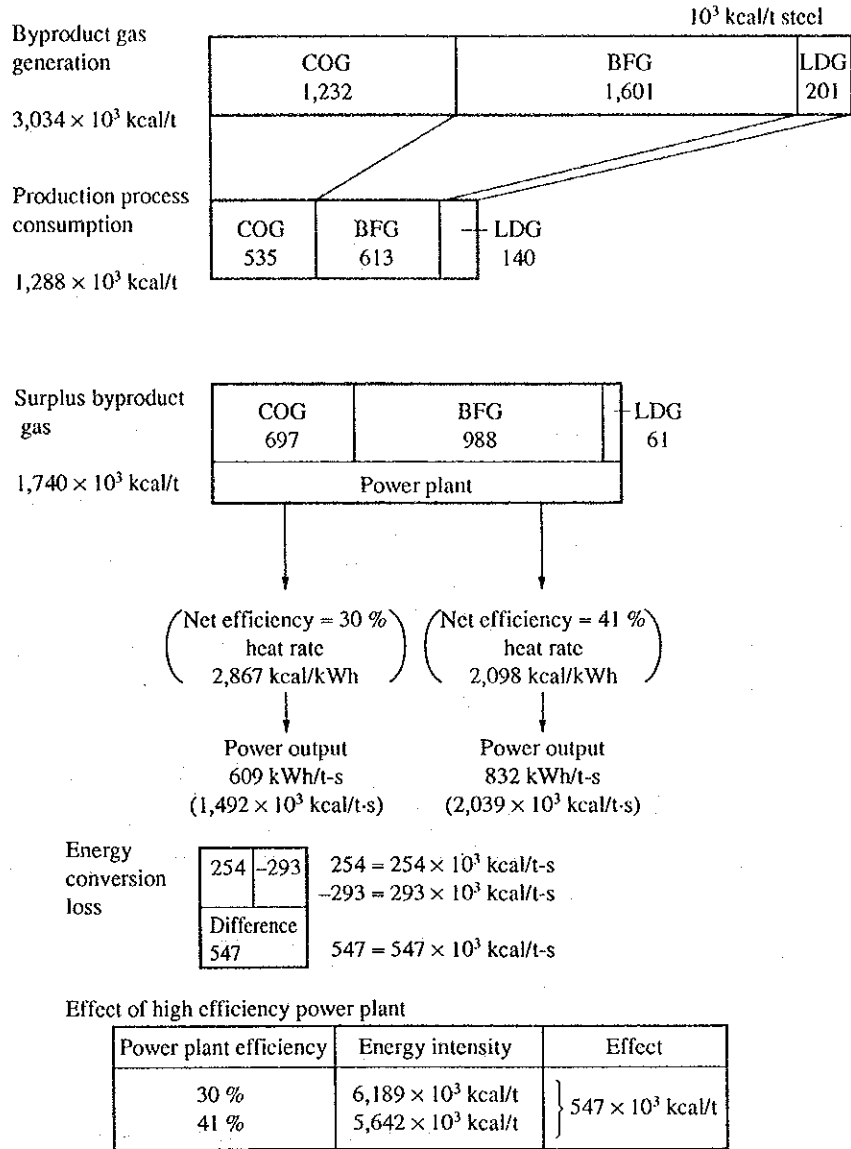 10³ kcal/t steel
Byproduct gas
generation
3,034 × 10³ kcal/t
COG
1,232
BFG
1,601
LDG
201
Production process
consumption
1,288 × 10³ kcal/t
COG
535
BFG
613
LDG
140
Surplus byproduct
gas
1,740 × 10³ kcal/t
COG
697
BFG
988
LDG
61
Power plant
(Net efficiency = 30 %
heat rate
2,867 kcal/kWh)
(Net efficiency = 41 %
heat rate
2,098 kcal/kWh)
Power output
609 kWh/t-s
(1,492 × 10³ kcal/t·s)
Power output
832 kWh/t-s
(2,039 × 10³ kcal/t·s)
Energy
conversion
loss
254 -293
Difference
547
254 = 254 × 10³ kcal/t-s
-293 = 293 × 10³ kcal/t-s
547 = 547 × 10³ kcal/t-s
Effect of high efficiency power plant
Power plant efficiency Energy intensity Effect
30 % 6,189 × 10³ kcal/t
41 % 5,642 × 10³ kcal/t
} 547 × 10³ kcal/t